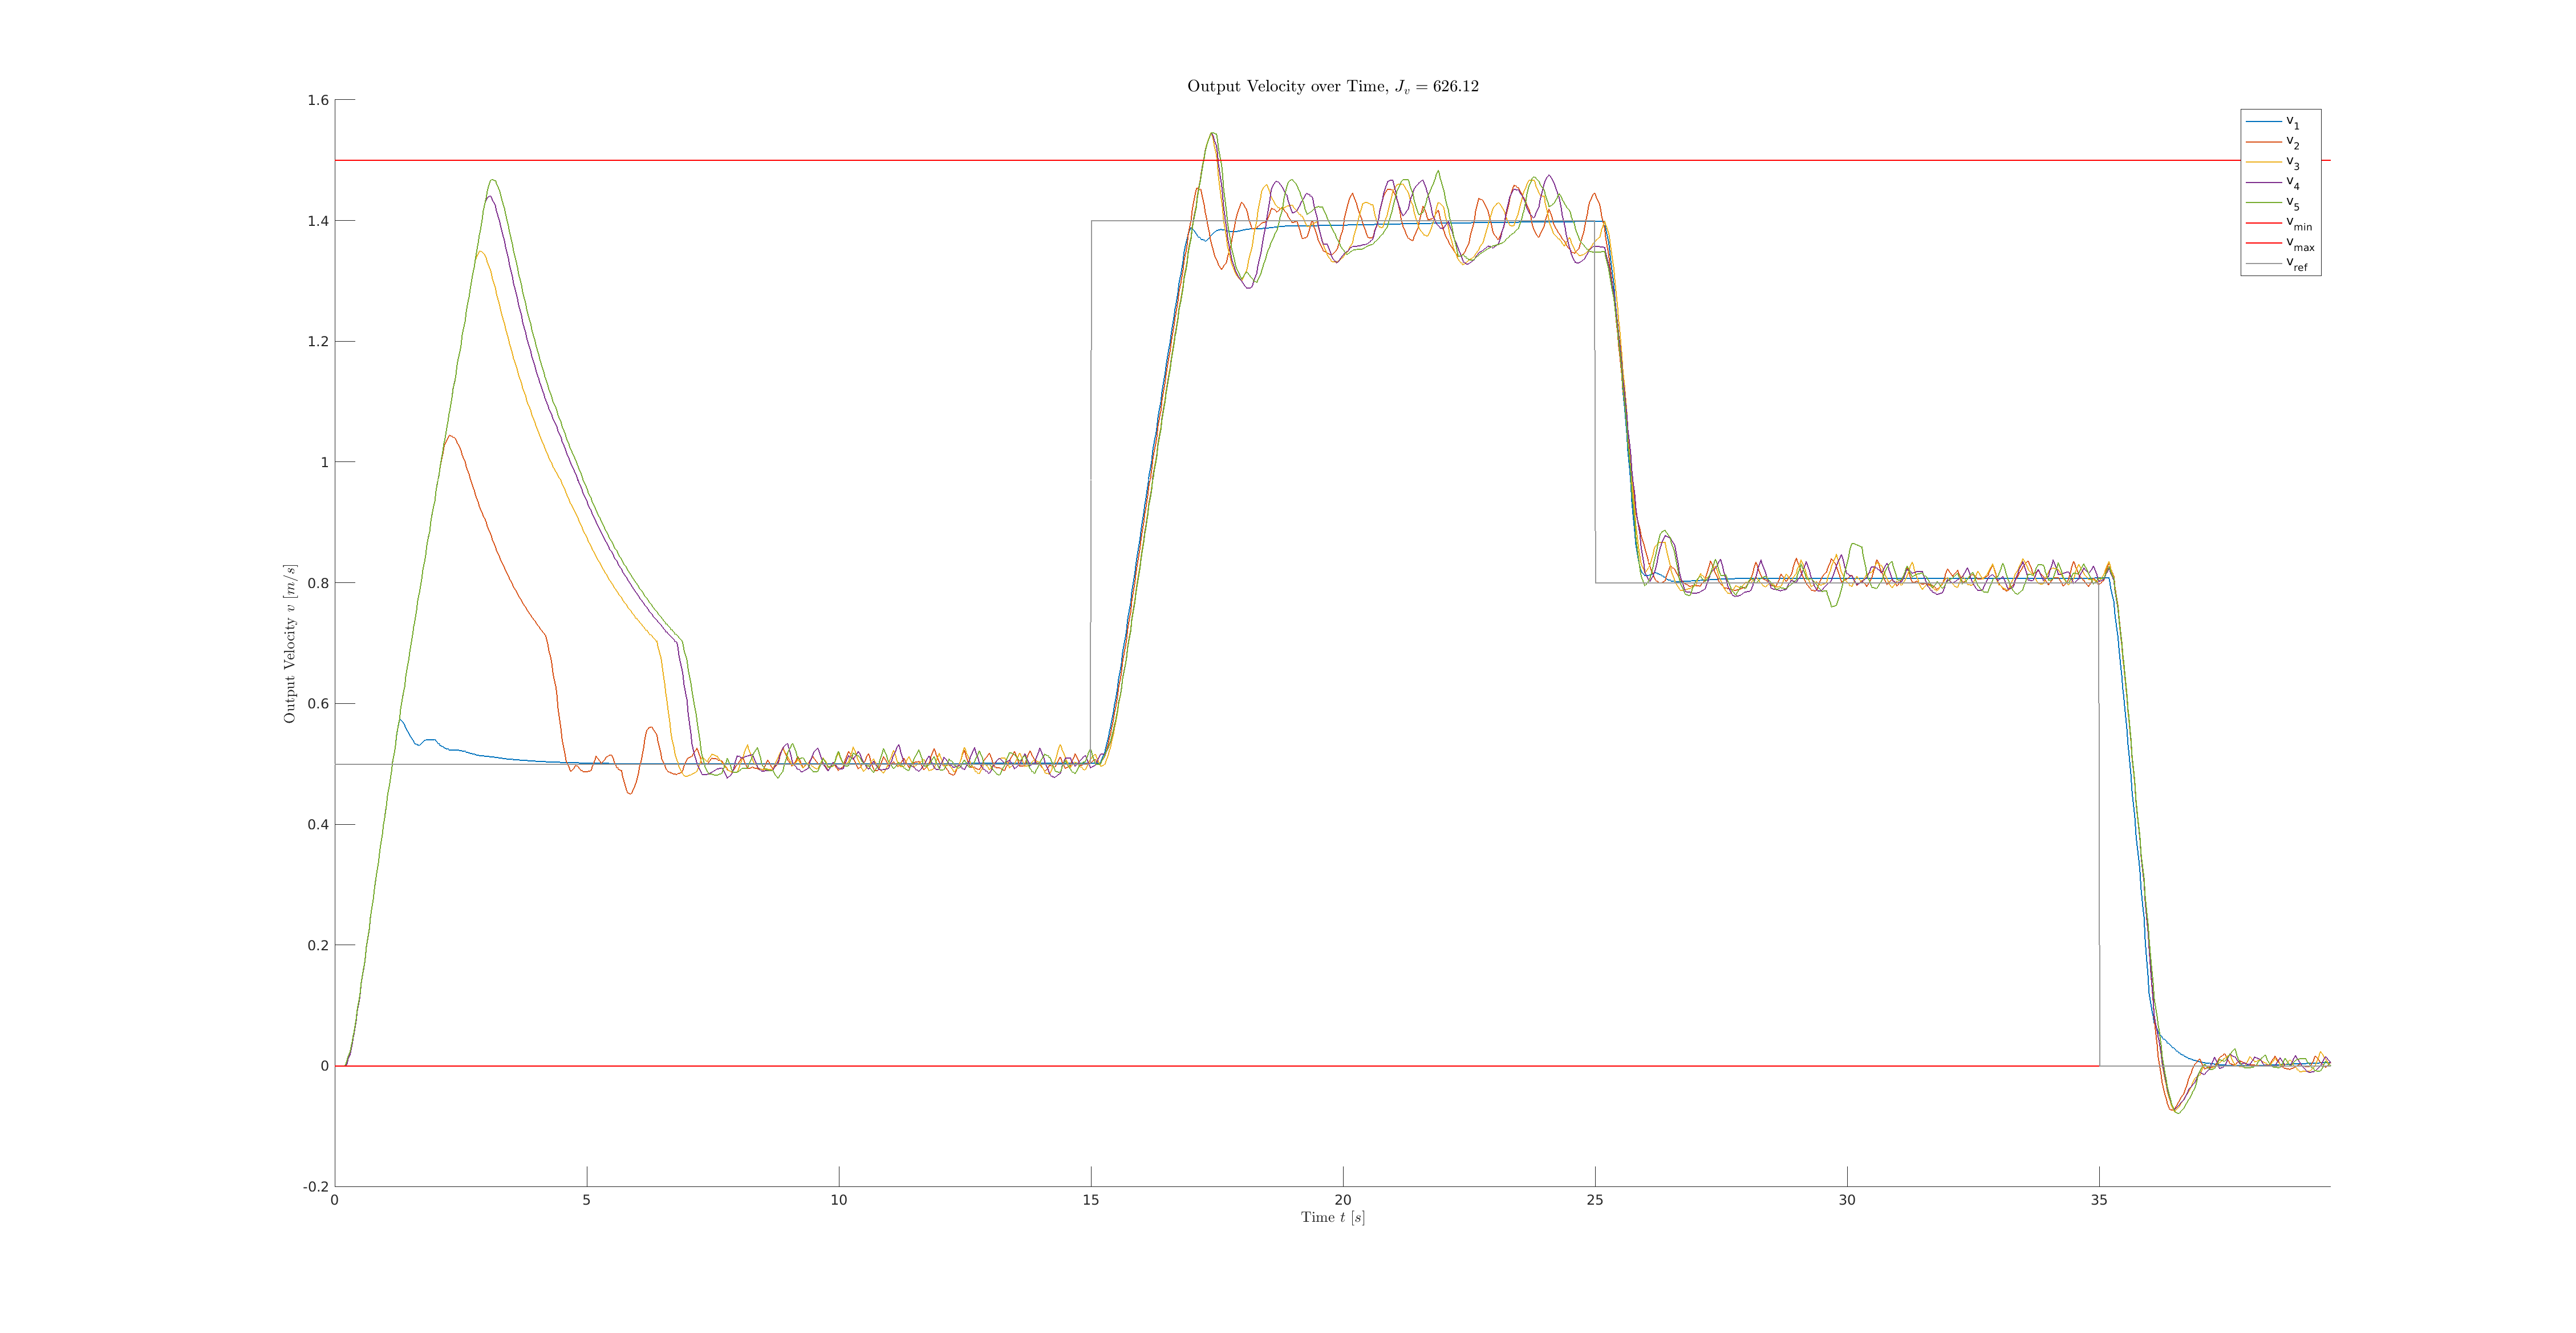 Output Velocity over Time, J_v = 626.12
1.6
1.4
1.2
1
0.8
0.6
0.4
0.2
0
-0.2
Output Velocity v [m/s]
0 5 10 15 20 25 30 35
Time t [s]
v_1
v_2
v_3
v_4
v_5
v_min
v_max
v_ref